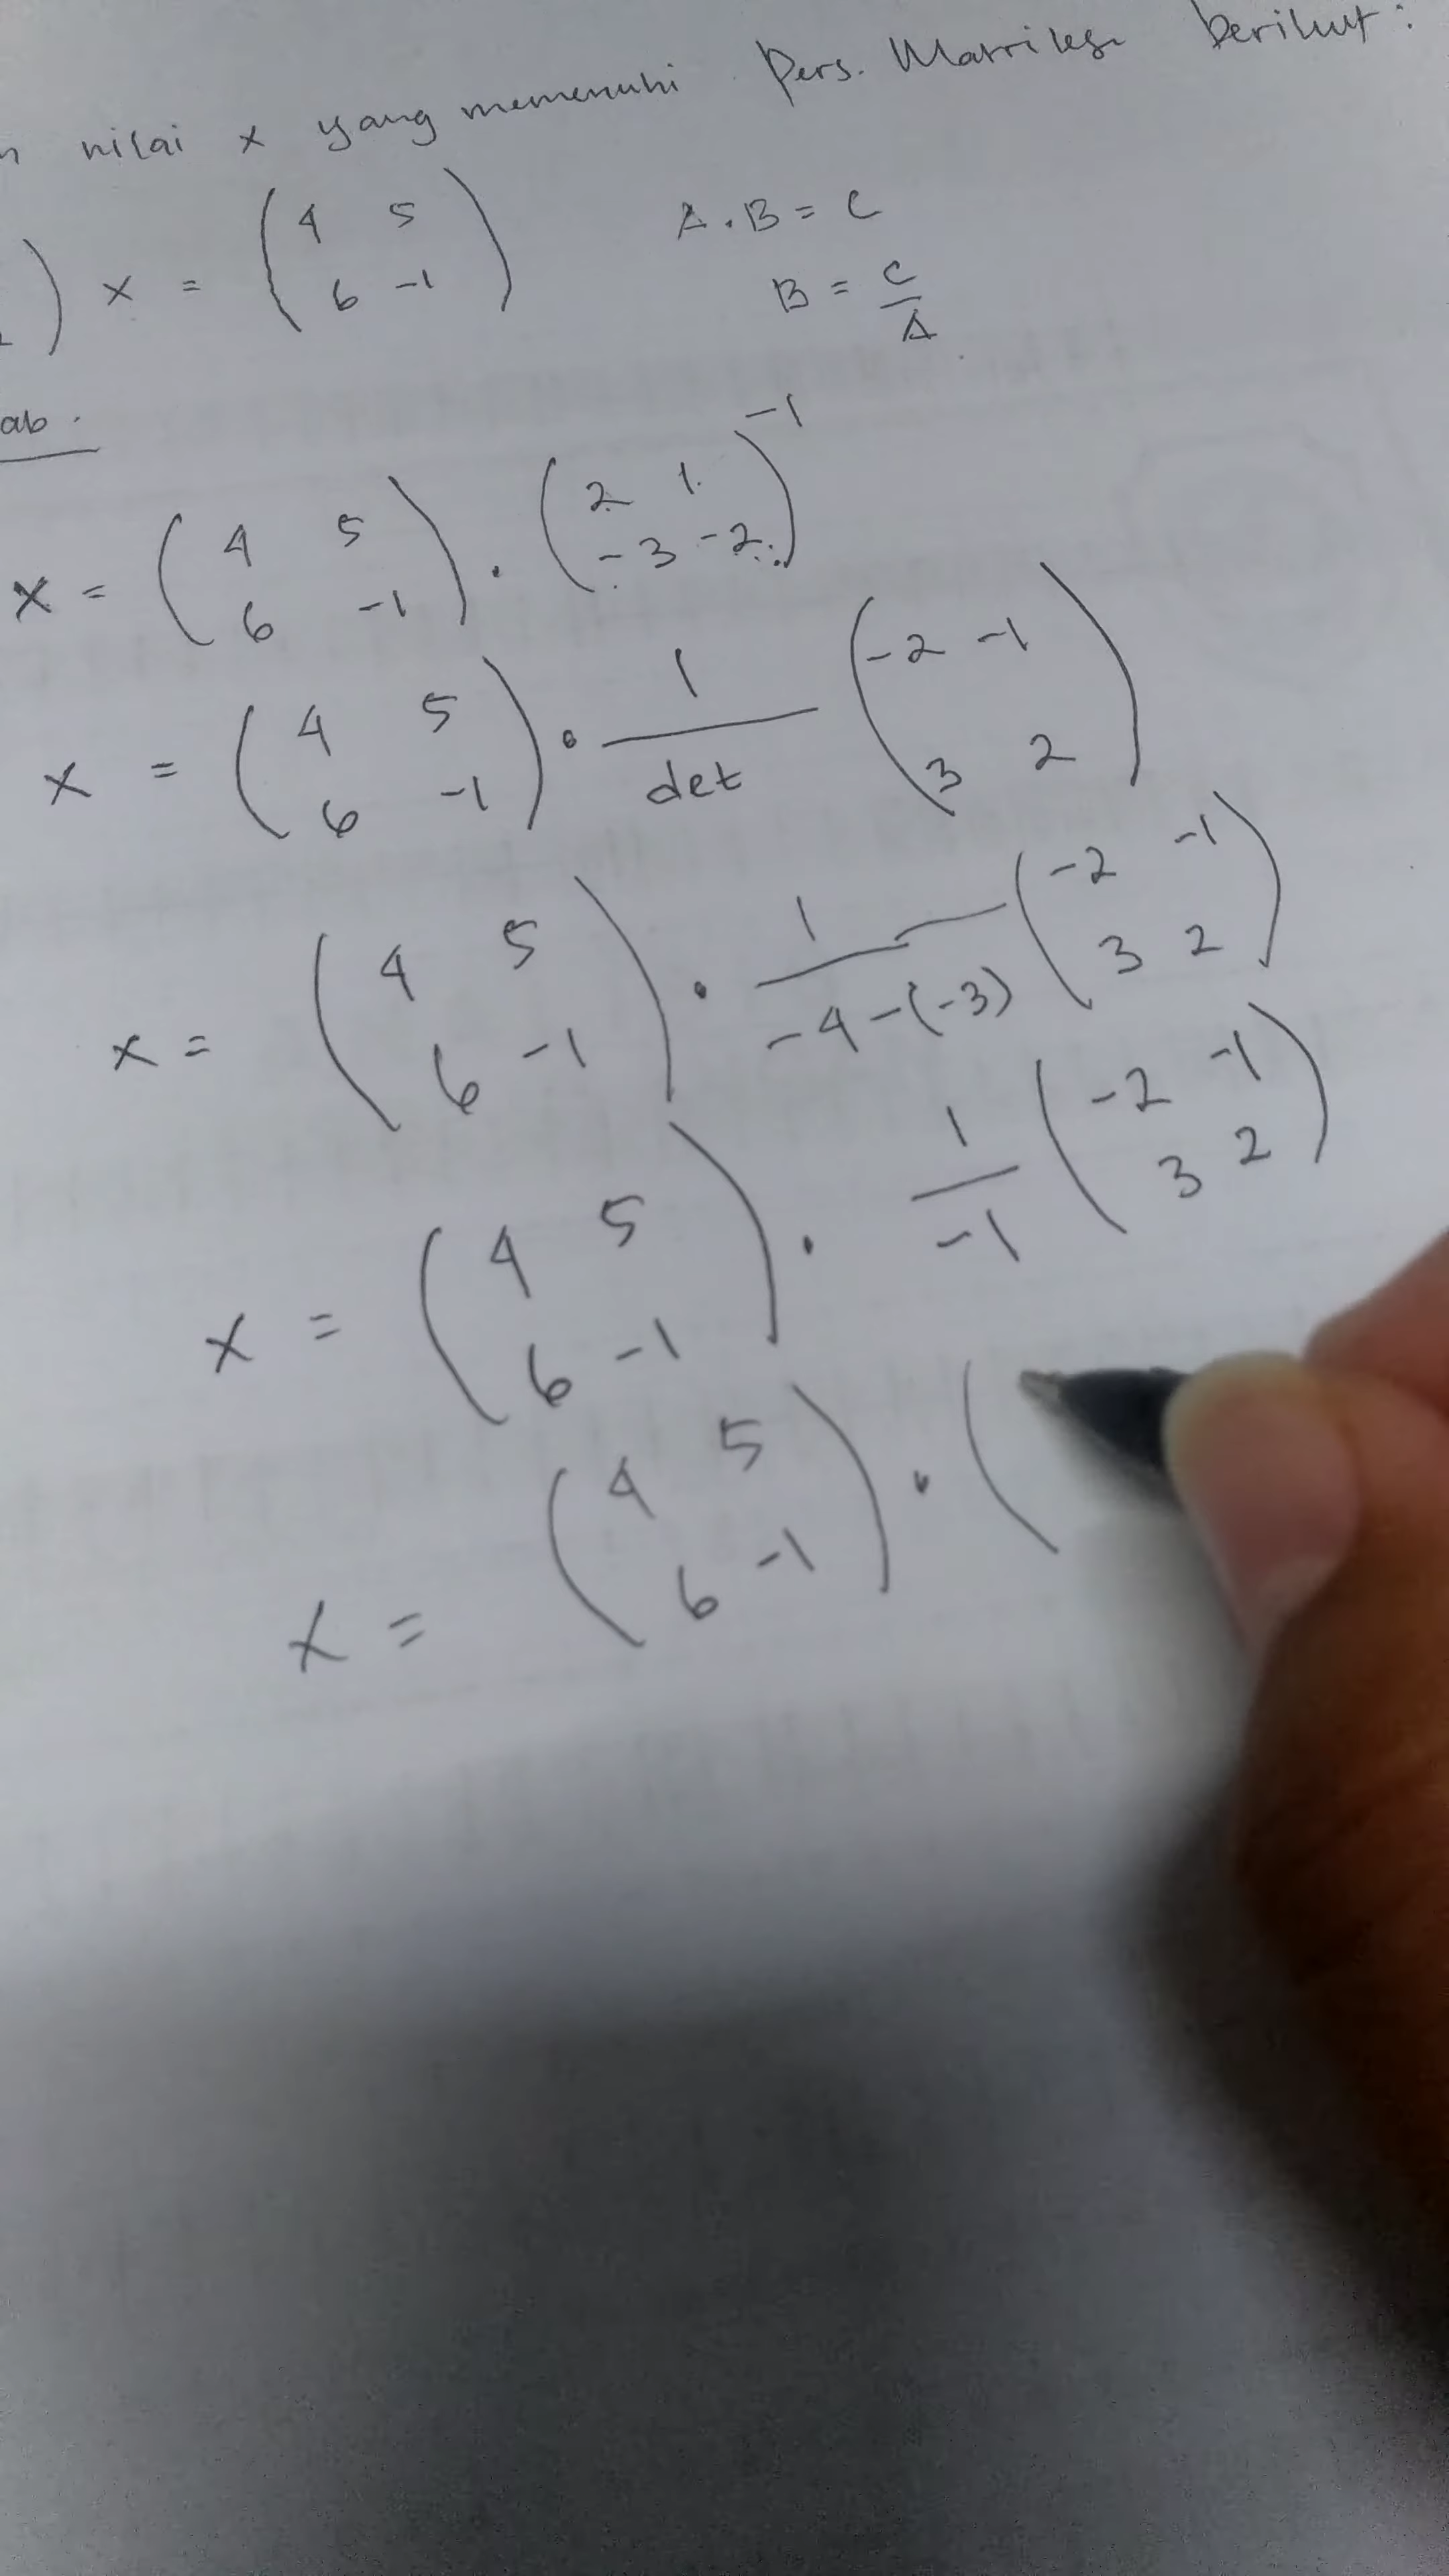 nilai x yang memenuhi Pers. Matriks berikut:
) x = ( 4 5 ) A . B = C
6 -1 B = C
A
ab.
x = ( 4 5 ) . ( 2 1 ) -1
6 -1 -3 -2
x = ( 4 5 ) . 1 ( -2 -1 )
6 -1 det 3 2
x = ( 4 5 ) . 1 ( -2 -1 )
6 -1 -4-(-3) 3 2
x = ( 4 5 ) . 1 ( -2 -1 )
6 -1 -1 3 2
x = ( 4 5 ) . (
6 -1